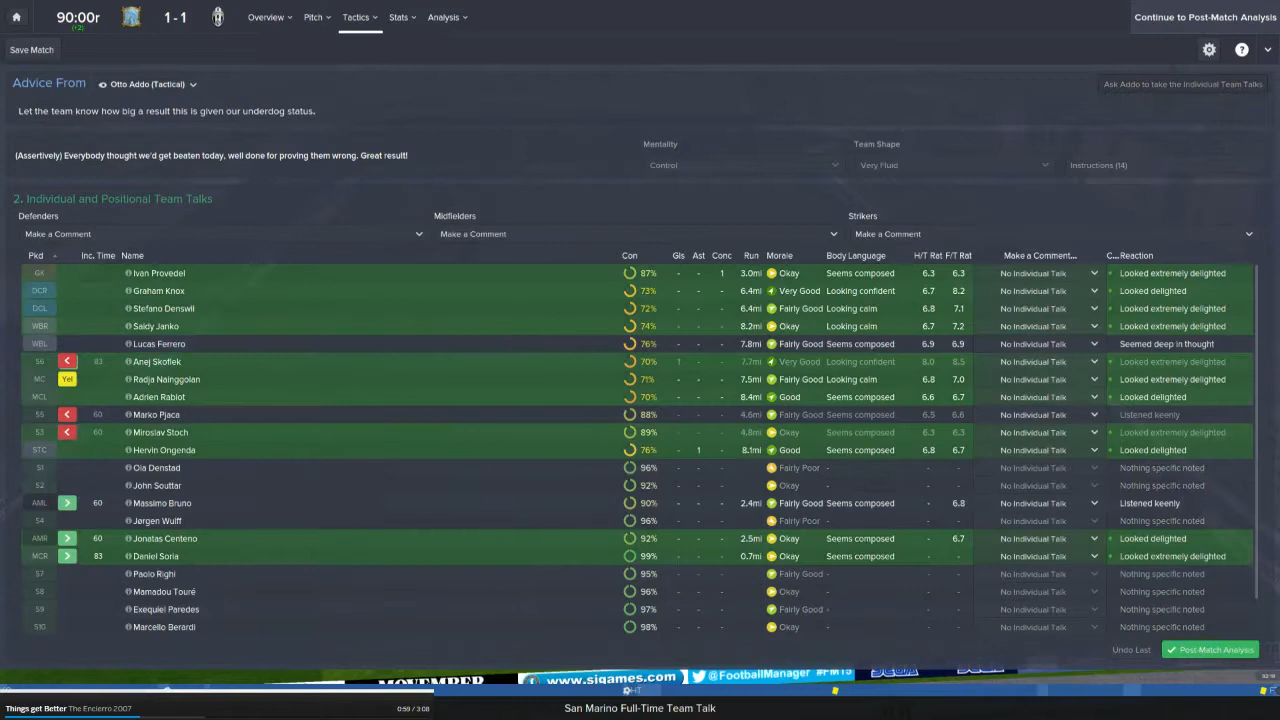 90:00r 1 - 1 Overview Pitch Tactics Stats Analysis Continue to Post-Match Analysis
(+2)
Save Match ?
Advice From Otto Addo (Tactical) Ask Addo to take the Individual Team Talks
Let the team know how big a result this is given our underdog status.
Mentality Team Shape
(Assertively) Everybody thought we'd get beaten today, well done for proving them wrong. Great result!
Control Very Fluid Instructions (14)
2. Individual and Positional Team Talks
Defenders Midfielders Strikers
Make a Comment Make a Comment Make a Comment
Pkd Inc. Time Name Con Gls Ast Conc Run Morale Body Language H/T Rat F/T Rat Make a Comment... C... Reaction
GK Ivan Provedel 87% - - 1 3.0mi Okay Seems composed 6.3 6.3 No Individual Talk Looked extremely delighted
DCR Graham Knox 73% - - - 6.4mi Very Good Looking confident 6.7 8.2 No Individual Talk Looked delighted
DCL Stefano Denswil 72% - - - 6.4mi Fairly Good Looking calm 6.8 7.1 No Individual Talk Looked extremely delighted
WBR Saidy Janko 74% - - - 8.2mi Okay Looking calm 6.7 7.2 No Individual Talk Looked extremely delighted
WBL Lucas Ferrero 76% - - - 7.8mi Fairly Good Seems composed 6.9 6.9 No Individual Talk Seemed deep in thought
S6 83 Anej Skoflek 70% 1 - - 7.7mi Very Good Looking confident 8.0 8.5 No Individual Talk Looked extremely delighted
MC Yel Radja Nainggolan 71% - - - 7.5mi Fairly Good Looking calm 6.8 7.0 No Individual Talk Looked extremely delighted
MCL Adrien Rabiot 70% - - - 8.4mi Good Looking calm 6.6 6.7 No Individual Talk Looked delighted
S5 60 Marko Pjaca 88% - - - 4.6mi Fairly Good Seems composed 6.5 6.6 No Individual Talk Listened keenly
S3 60 Miroslav Stoch 89% - - - 4.8mi Okay Seems composed 6.3 6.3 No Individual Talk Looked extremely delighted
STC Hervin Ongenda 76% - 1 - 8.1mi Good Seems composed 6.8 6.7 No Individual Talk Looked delighted
S1 Ola Denstad 96% - - - Fairly Poor - - - No Individual Talk Nothing specific noted
S2 John Souttar 92% - - - Okay - - - No Individual Talk Nothing specific noted
AML 60 Massimo Bruno 90% - - - 2.4mi Fairly Good Seems composed - 6.8 No Individual Talk Listened keenly
S4 Jørgen Wulff 96% - - - Fairly Poor - - - No Individual Talk Nothing specific noted
AMR 60 Jonatas Centeno 92% - - - 2.5mi Okay Seems composed - 6.7 No Individual Talk Looked delighted
MCR 83 Daniel Soria 99% - - - 0.7mi Okay Seems composed - - No Individual Talk Looked extremely delighted
S7 Paolo Righi 95% - - - Fairly Good - - - No Individual Talk Nothing specific noted
S8 Mamadou Touré 96% - - - Okay - - - No Individual Talk Nothing specific noted
S9 Exequiel Paredes 97% - - - Fairly Good - - - No Individual Talk Nothing specific noted
S10 Marcello Berardi 98% - - - Okay - - - No Individual Talk Nothing specific noted
Undo Last Post-Match Analysis
MOVEMBER www.sigames.com @FootballManager #FM15 SEGA SEGA
HT F
Things get Better The Encierro 2007 0:59 / 3:08 San Marino Full-Time Team Talk